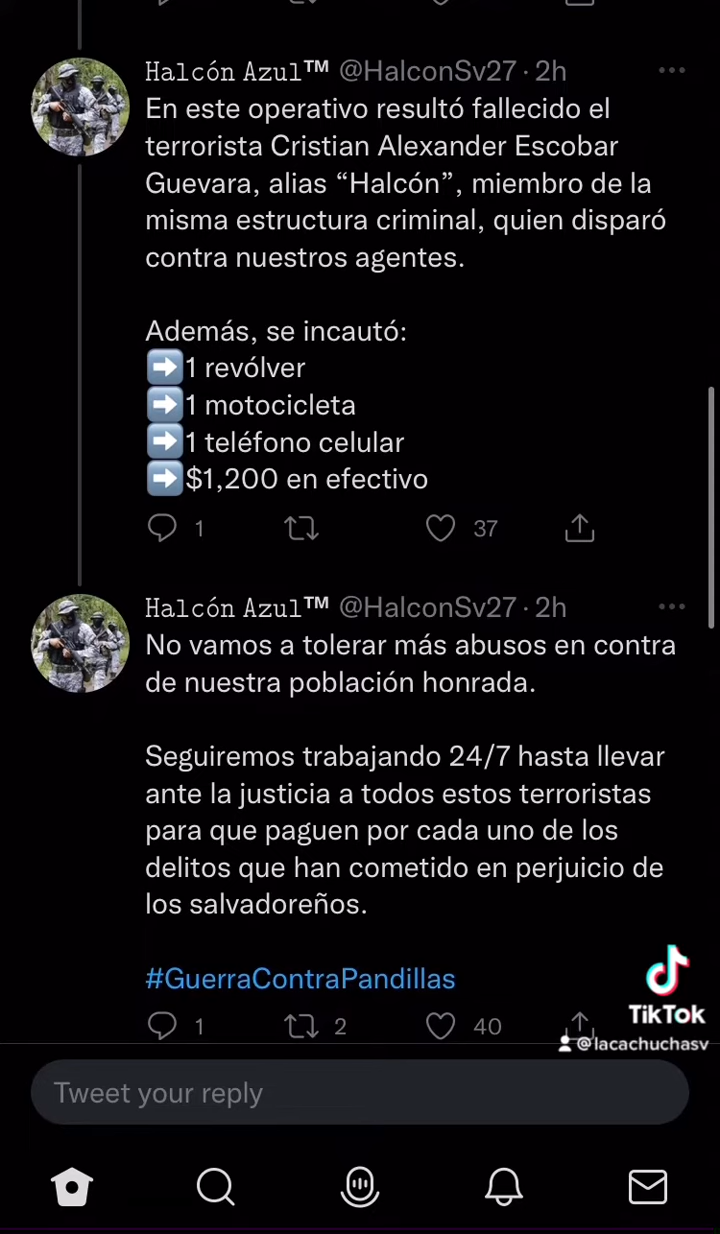 Halcón Azul™ @HalconSv27 · 2h
En este operativo resultó fallecido el
terrorista Cristian Alexander Escobar
Guevara, alias “Halcón”, miembro de la
misma estructura criminal, quien disparó
contra nuestros agentes.
Además, se incautó:
➡️1 revólver
➡️1 motocicleta
➡️1 teléfono celular
➡️$1,200 en efectivo
1 37
Halcón Azul™ @HalconSv27 · 2h
No vamos a tolerar más abusos en contra
de nuestra población honrada.
Seguiremos trabajando 24/7 hasta llevar
ante la justicia a todos estos terroristas
para que paguen por cada uno de los
delitos que han cometido en perjuicio de
los salvadoreños.
#GuerraContraPandillas
1 2 40
TikTok
@lacachuchasv
Tweet your reply